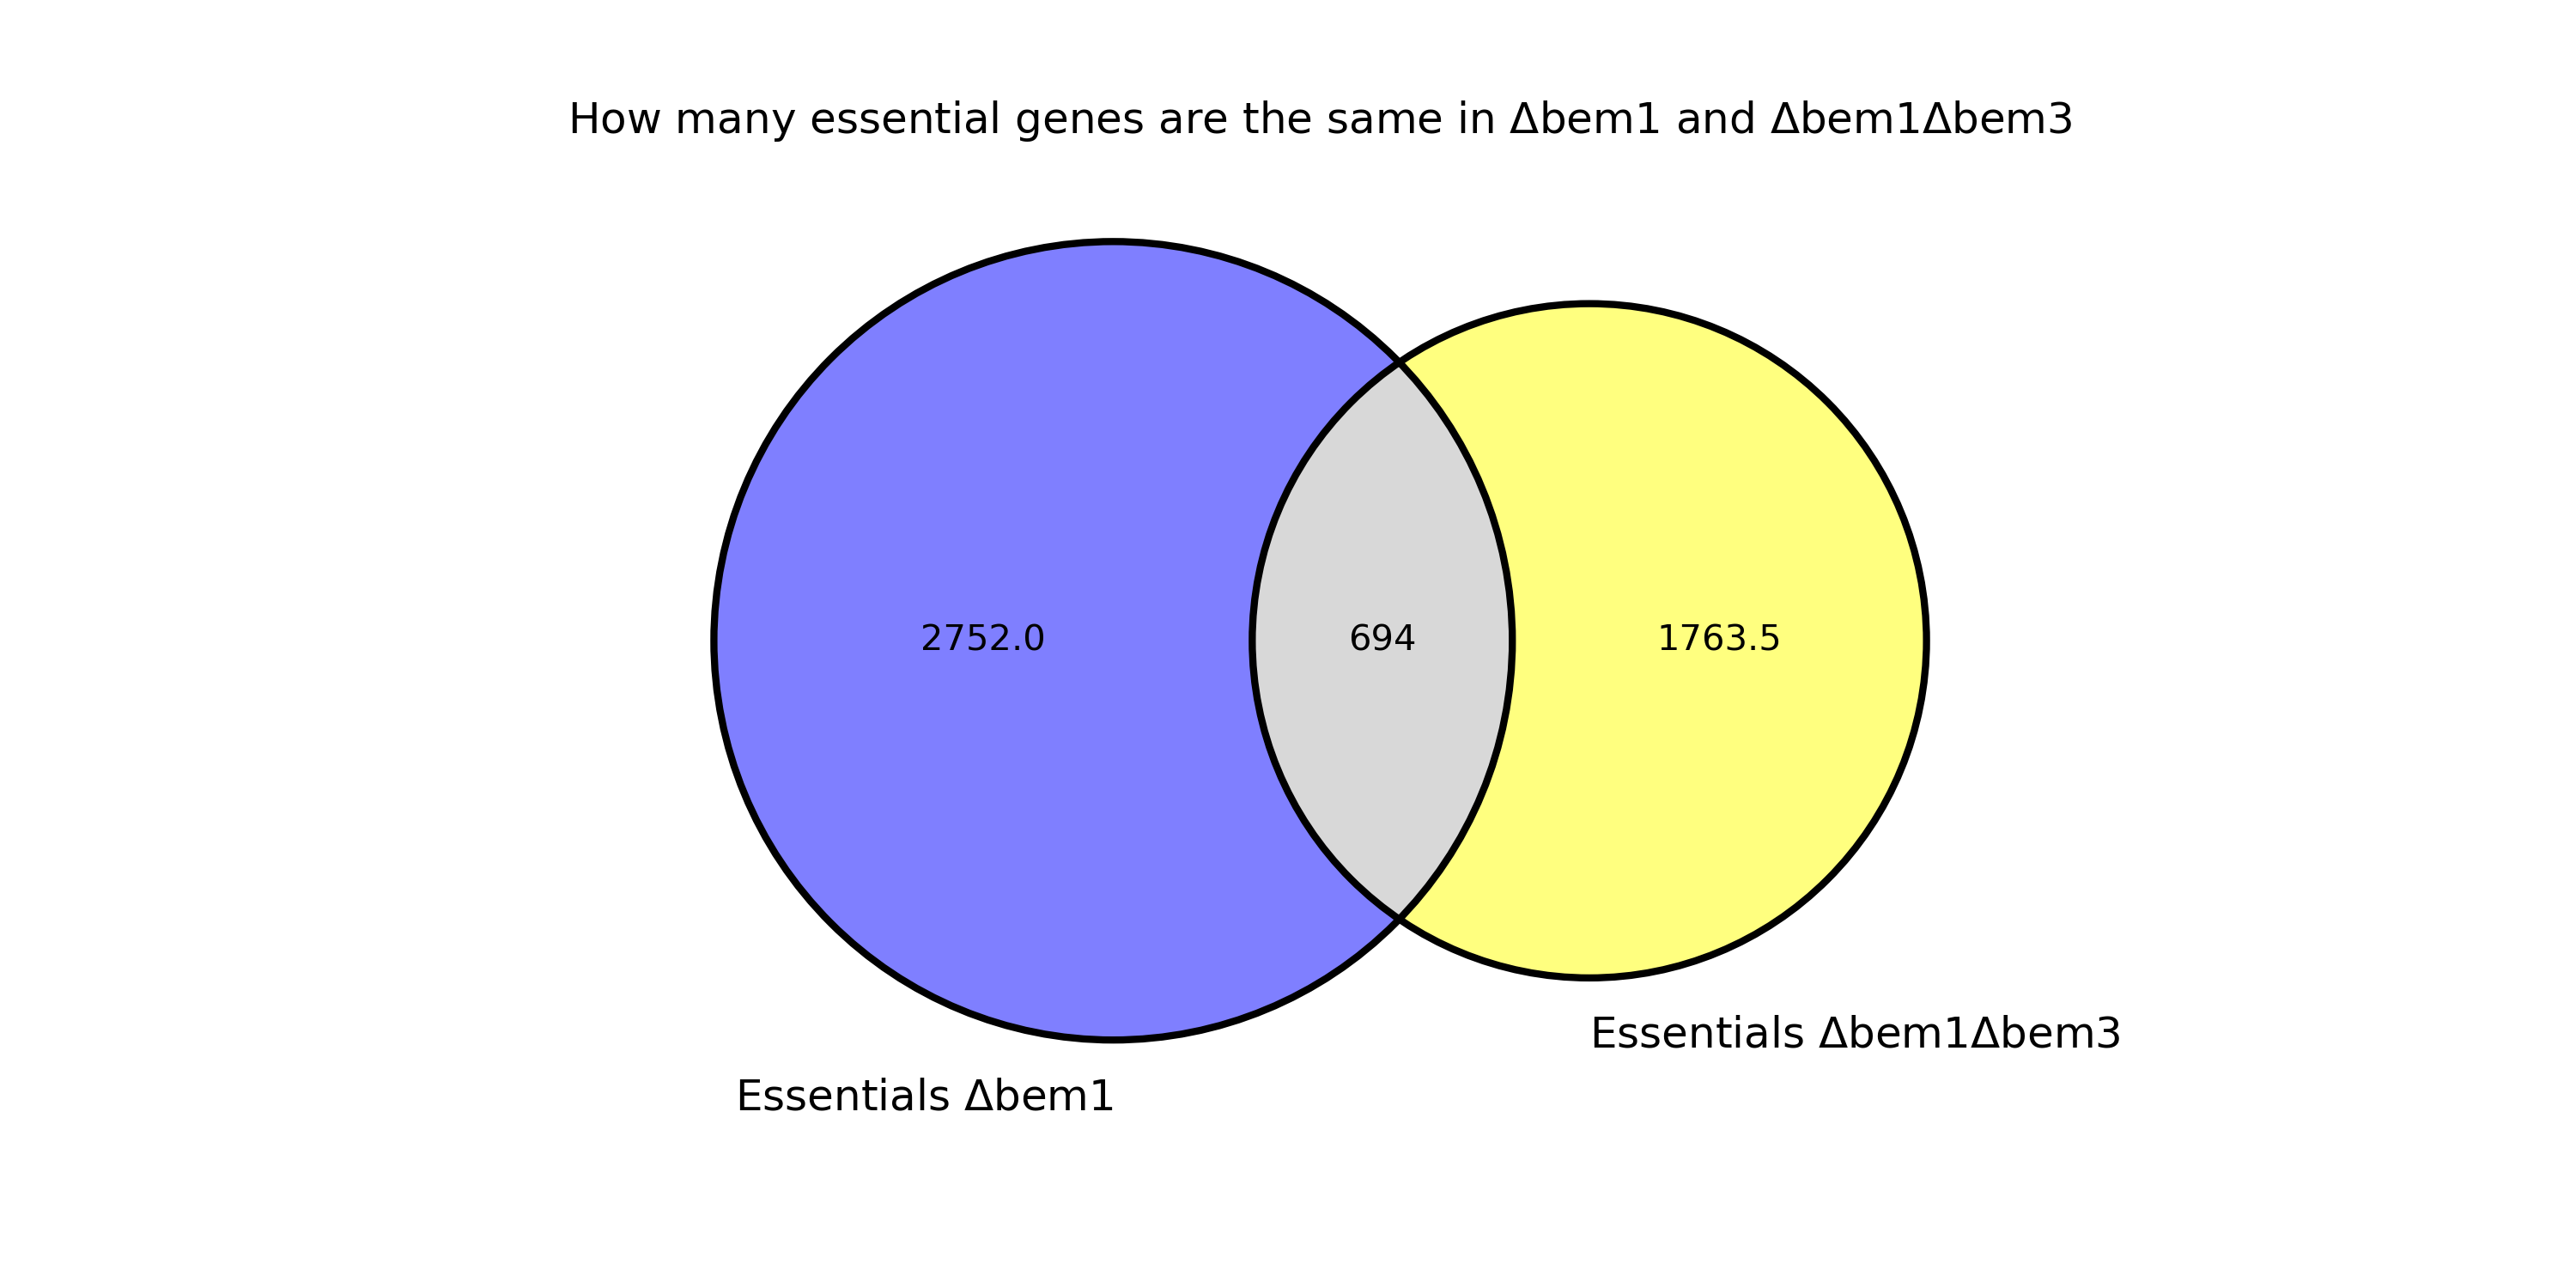 How many essential genes are the same in Δbem1 and Δbem1Δbem3
2752.0
694
1763.5
Essentials Δbem1Δbem3
Essentials Δbem1